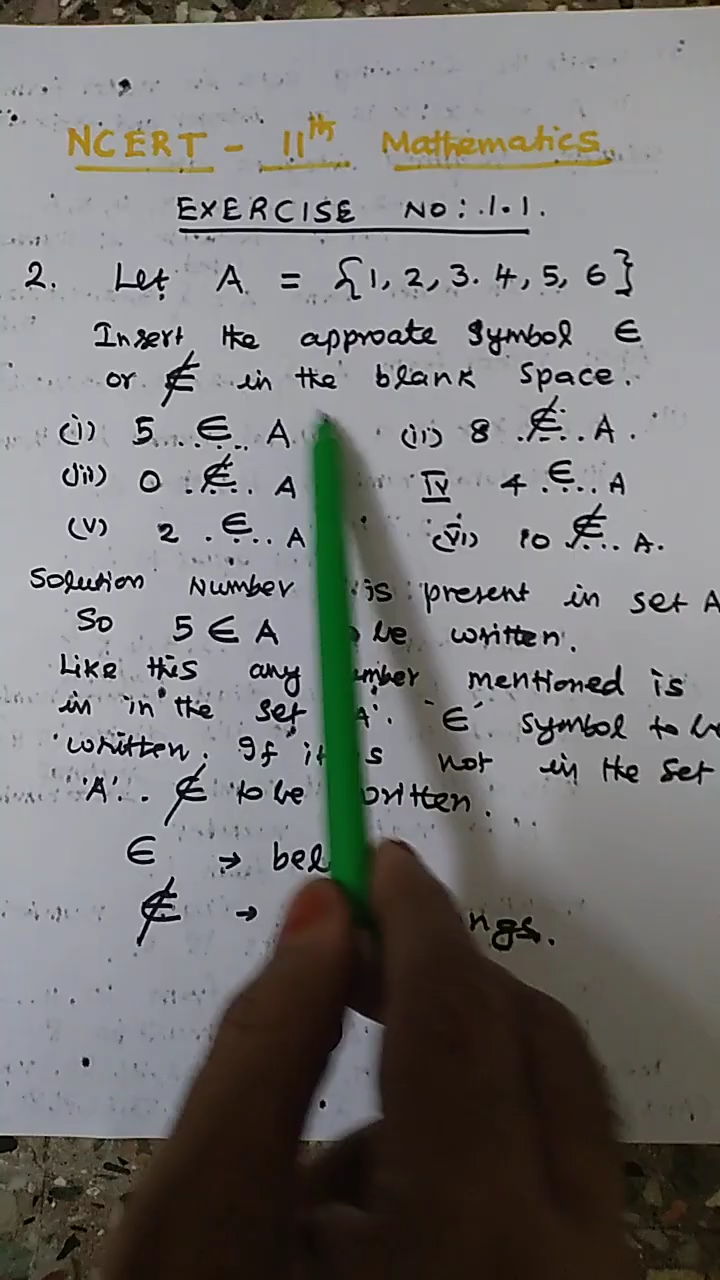 NCERT - 11th Mathematics
EXERCISE NO: 1.1.
2. Let A = {1, 2, 3. 4, 5, 6}
Insert the approate symbol ∈
or ∉ in the blank space.
(i) 5 ..∈.. A (ii) 8 .∉.. A.
(iii) 0 .∉.. A IV 4 .∈... A
(v) 2 .∈.. A (vi) 10 .∉... A.
Solution Number is present in set A
So 5 ∈ A be written.
Like this any mentioned is
in in the set 'A'. '∈' symbol to be
written. If not in the set
'A'.. ∉ to be written.
∈ → 
∉ →